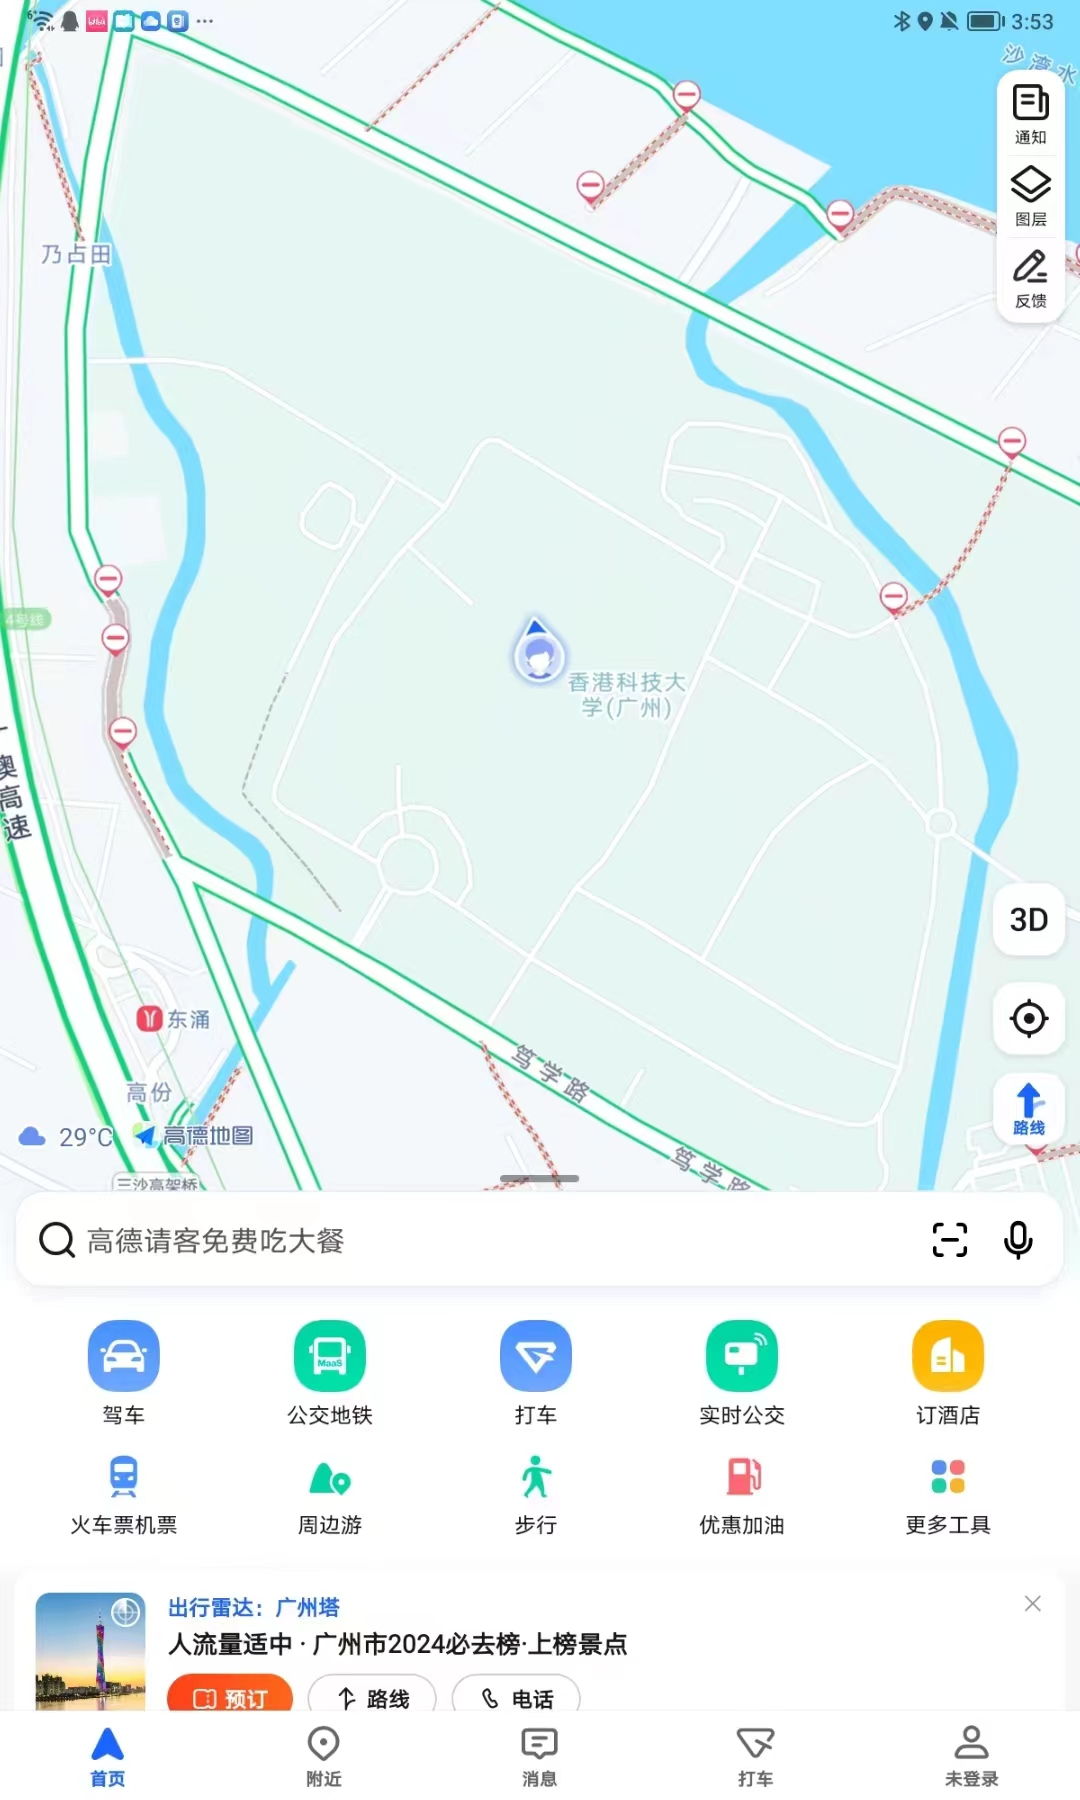 3:53
沙湾水
通知
图层
反馈
乃占田
4号线
香港科技大
学(广州)
澳高速
3D
东涌
笃学路
高份
路线
29°C
高德地图
笃学路
三沙高架桥
高德请客免费吃大餐
驾车
公交地铁
MaaS
打车
实时公交
订酒店
火车票机票
周边游
步行
优惠加油
更多工具
出行雷达：广州塔
人流量适中·广州市2024必去榜·上榜景点
预订
路线
电话
首页
附近
消息
打车
未登录